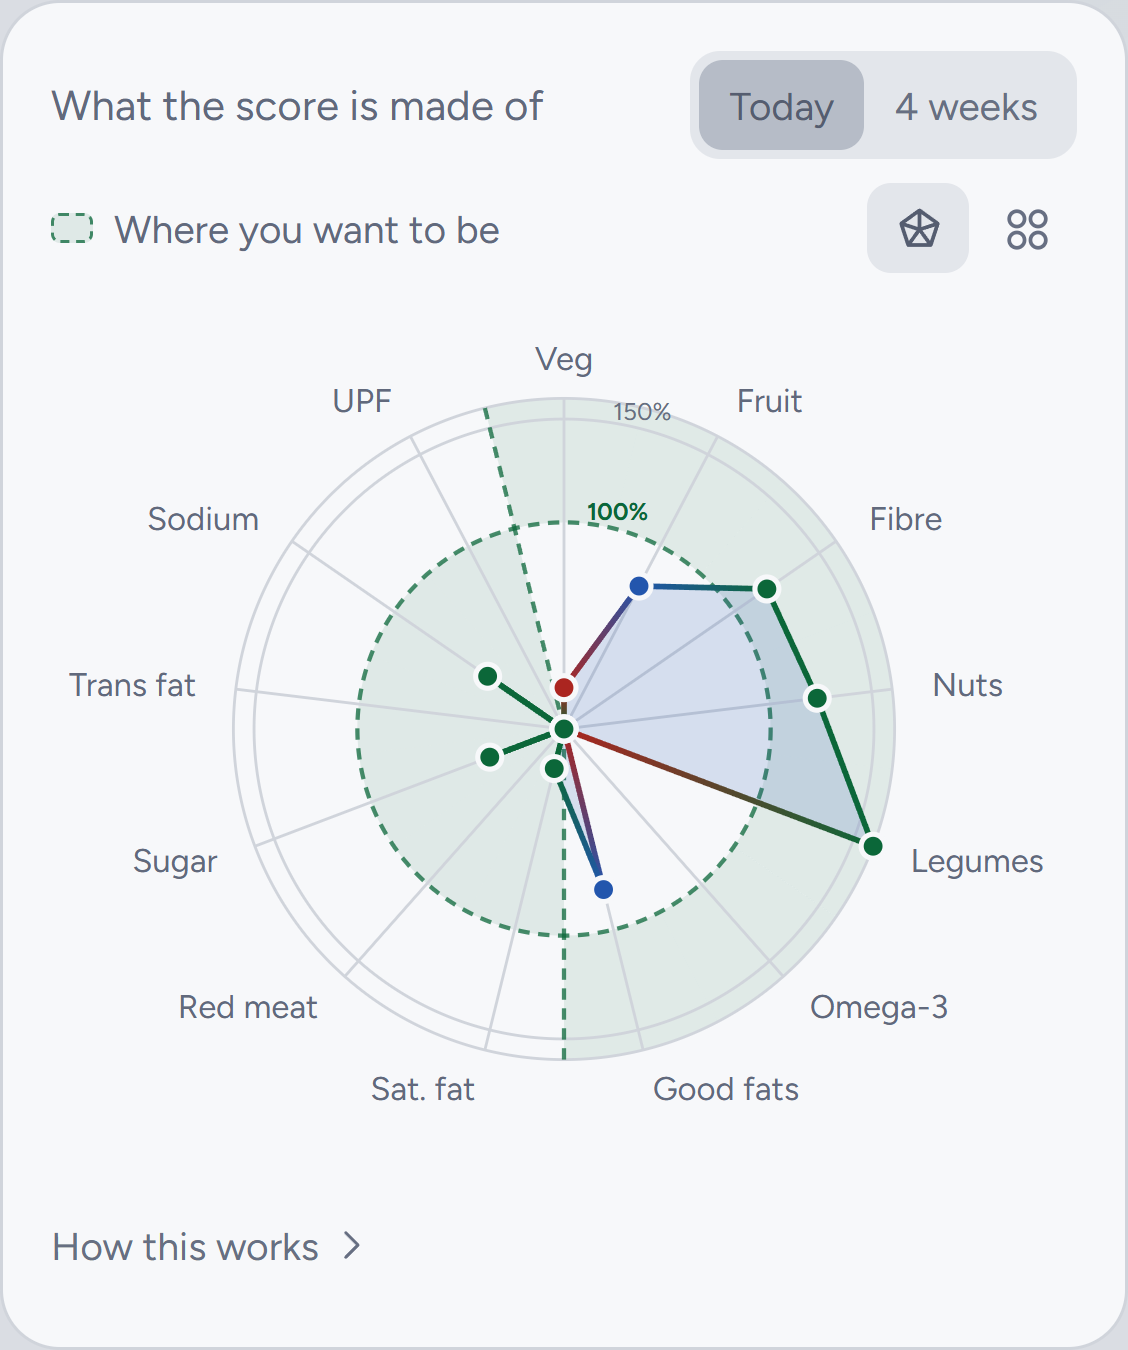 What the score is made of
Today
4 weeks
Where you want to be
Veg
UPF
Fruit
150%
Sodium
100%
Fibre
Trans fat
Nuts
Sugar
Legumes
Red meat
Omega-3
Sat. fat
Good fats
How this works